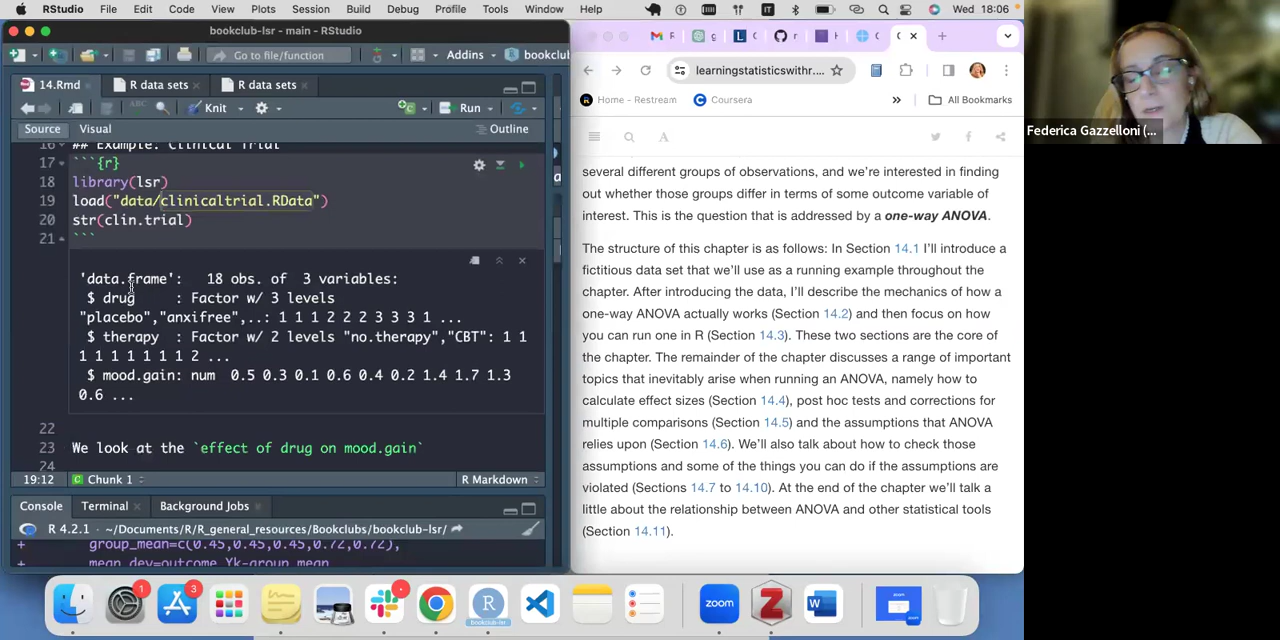 RStudio File Edit Code View Plots Session Build Debug Profile Tools Window Help Wed 18:06
bookclub-lsr - RStudio
Go to file/function
Addins
bookclub
14.Rmd
R data sets
R data sets
Knit
Run
Source
Visual
Outline
16 ## Example: Clinical Trial
17 ```{r}
18 library(lsr)
19 load("data/clinicaltrial.RData")
20 str(clin.trial)
21 ```
'data.frame': 18 obs. of 3 variables:
$ drug : Factor w/ 3 levels
"placebo","anxifree",..: 1 1 1 2 2 2 3 3 3 1 ...
$ therapy : Factor w/ 2 levels "no.therapy","CBT": 1 1
1 1 1 1 1 1 1 2 ...
$ mood.gain: num 0.5 0.3 0.1 0.6 0.4 0.2 1.4 1.7 1.3
0.6 ...
22
23 We look at the `effect of drug on mood.gain`
24
19:12
Chunk 1
R Markdown
Console
Terminal
Background Jobs
R 4.2.1 · ~/Documents/R/R_general_resources/Bookclubs/bookclub-lsr/
+ group_mean=c(0.45,0.45,0.45,0.72,0.72),
+ mean_dev=outcome_Yk-group_mean
learningstatisticswithr....
Home - Restream
Coursera
»
All Bookmarks
several different groups of observations, and we're interested in finding
out whether those groups differ in terms of some outcome variable of
interest. This is the question that is addressed by a one-way ANOVA.
The structure of this chapter is as follows: In Section 14.1 I'll introduce a
fictitious data set that we'll use as a running example throughout the
chapter. After introducing the data, I'll describe the mechanics of how a
one-way ANOVA actually works (Section 14.2) and then focus on how
you can run one in R (Section 14.3). These two sections are the core of
the chapter. The remainder of the chapter discusses a range of important
topics that inevitably arise when running an ANOVA, namely how to
calculate effect sizes (Section 14.4), post hoc tests and corrections for
multiple comparisons (Section 14.5) and the assumptions that ANOVA
relies upon (Section 14.6). We'll also talk about how to check those
assumptions and some of the things you can do if the assumptions are
violated (Sections 14.7 to 14.10). At the end of the chapter we'll talk a
little about the relationship between ANOVA and other statistical tools
(Section 14.11).
Federica Gazzelloni (...
1
3
zoom